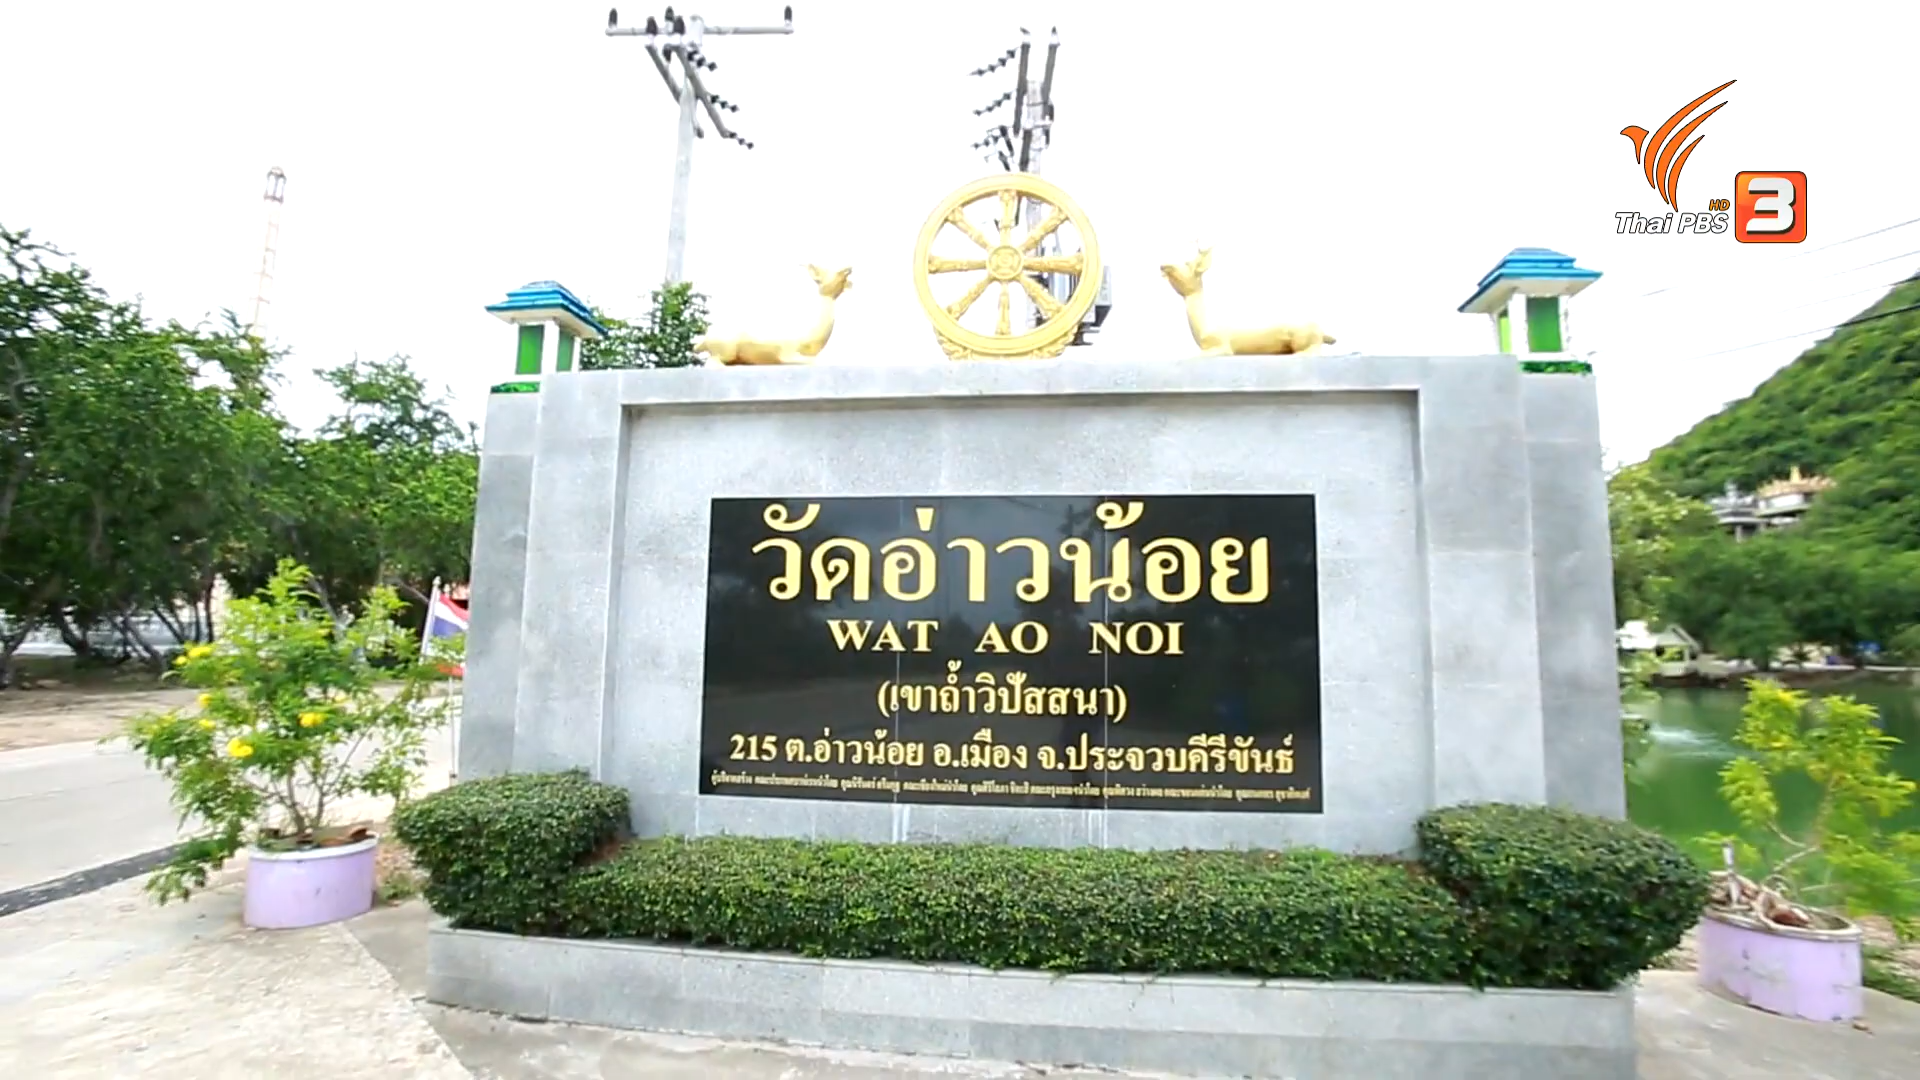 HD
Thai PBS 3
วัดอ่าวน้อย
WAT AO NOI
(เขาถ้ำวิปัสสนา)
215 ต.อ่าวน้อย อ.เมือง จ.ประจวบคีรีขันธ์